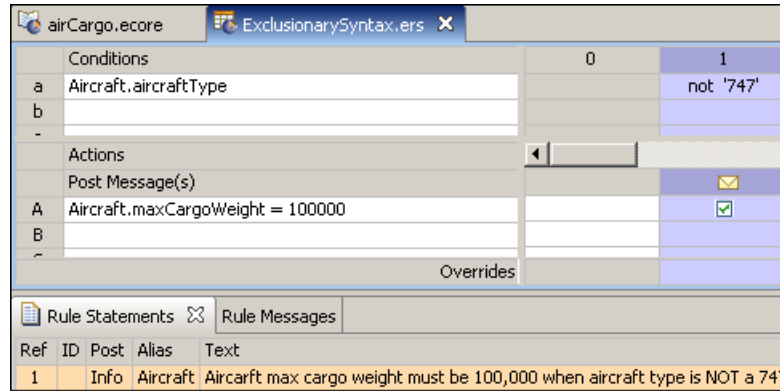 airCargo.ecore ExclusionarySyntax.ers
Conditions 0 1
a Aircraft.aircraftType not '747'
b
Actions
Post Message(s)
A Aircraft.maxCargoWeight = 100000
B
Overrides
Rule Statements Rule Messages
Ref ID Post Alias Text
1 Info Aircraft Aircarft max cargo weight must be 100,000 when aircraft type is NOT a 74